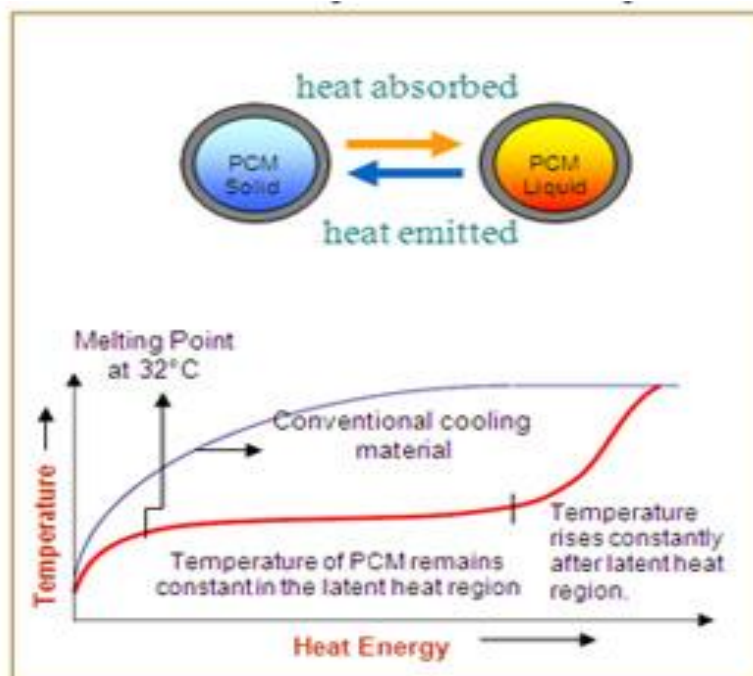 heat absorbed
PCM
Solid
PCM
Liquid
heat emitted
Melting Point
at 32°C
Conventional cooling
material
Temperature
Temperature of PCM remains
constant in the latent heat region
Temperature
rises constantly
after latent heat
region.
Heat Energy